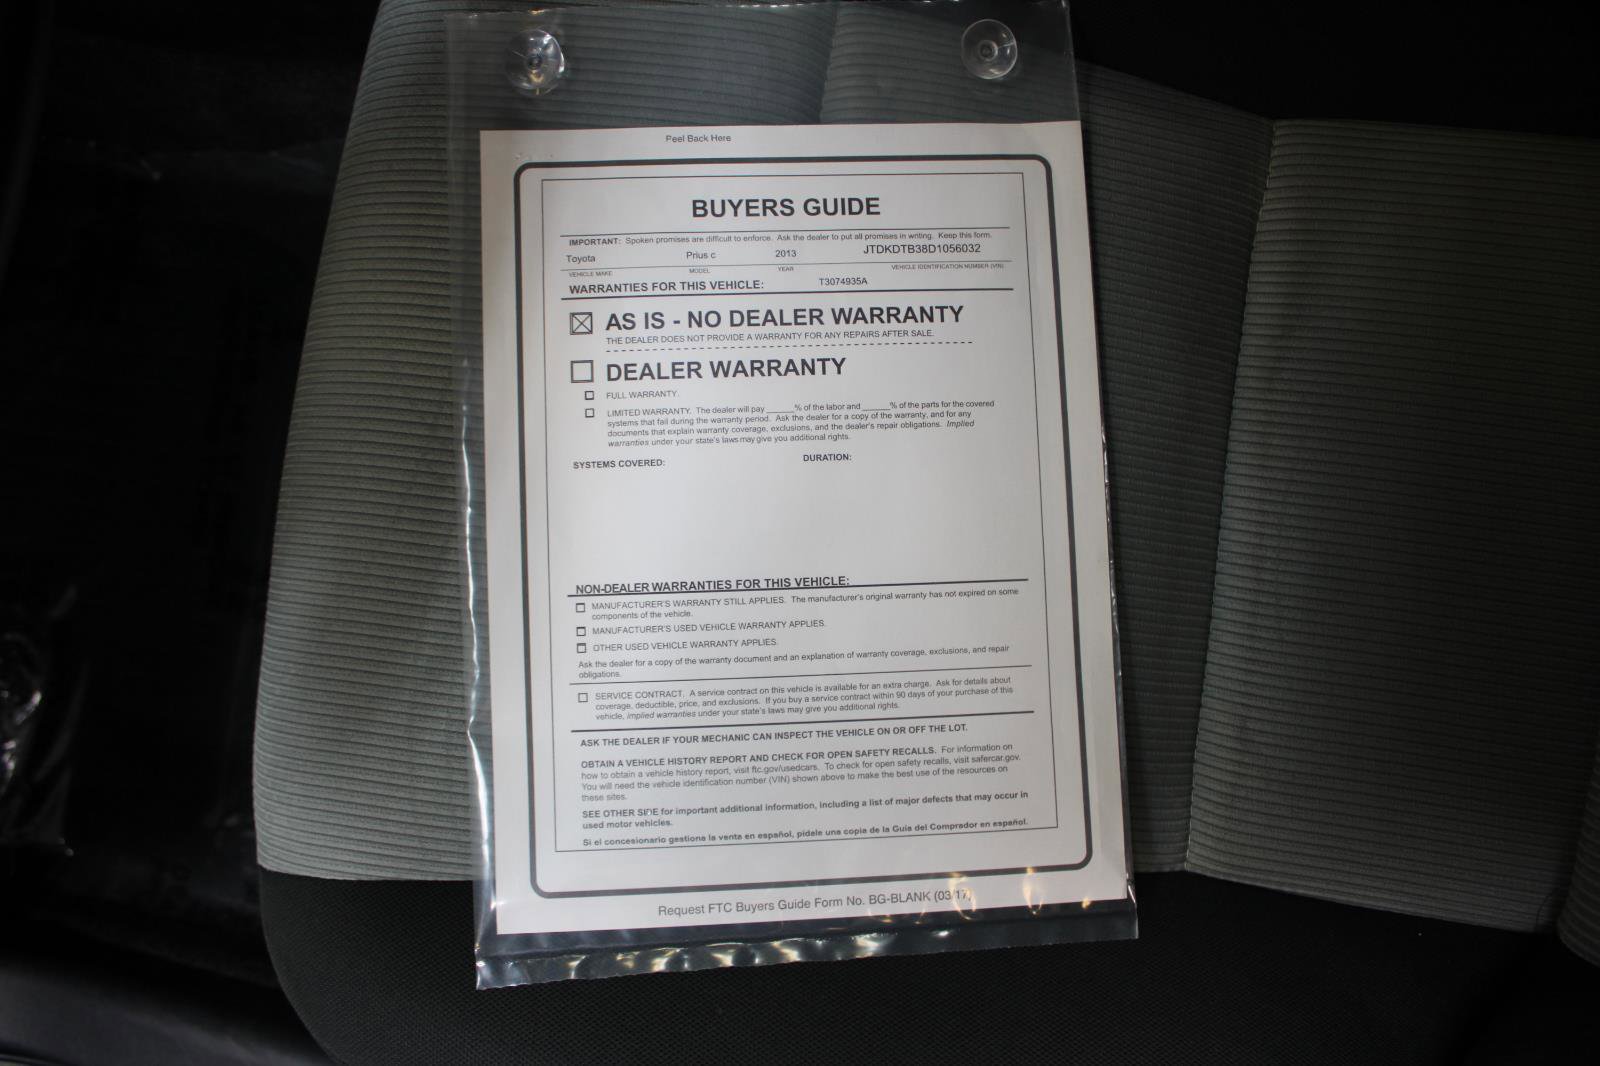 Peel Back Here
BUYERS GUIDE
IMPORTANT: Spoken promises are difficult to enforce. Ask the dealer to put all promises in writing. Keep this form.
Toyota Prius c 2013 JTDKDTB38D1056032
VEHICLE MAKE MODEL YEAR VEHICLE IDENTIFICATION NUMBER (VIN)
WARRANTIES FOR THIS VEHICLE: T3074935A
AS IS - NO DEALER WARRANTY
THE DEALER DOES NOT PROVIDE A WARRANTY FOR ANY REPAIRS AFTER SALE.
DEALER WARRANTY
FULL WARRANTY.
LIMITED WARRANTY. The dealer will pay ______% of the labor and ______% of the parts for the covered
systems that fail during the warranty period. Ask the dealer for a copy of the warranty, and for any
documents that explain warranty coverage, exclusions, and the dealer's repair obligations. Implied
warranties under your state's laws may give you additional rights.
SYSTEMS COVERED: DURATION:
NON-DEALER WARRANTIES FOR THIS VEHICLE:
MANUFACTURER'S WARRANTY STILL APPLIES. The manufacturer's original warranty has not expired on some
components of the vehicle.
MANUFACTURER'S USED VEHICLE WARRANTY APPLIES.
OTHER USED VEHICLE WARRANTY APPLIES.
Ask the dealer for a copy of the warranty document and an explanation of warranty coverage, exclusions, and repair
obligations.
SERVICE CONTRACT. A service contract on this vehicle is available for an extra charge. Ask for details about
coverage, deductible, price, and exclusions. If you buy a service contract within 90 days of your purchase of this
vehicle, implied warranties under your state's laws may give you additional rights.
ASK THE DEALER IF YOUR MECHANIC CAN INSPECT THE VEHICLE ON OR OFF THE LOT.
OBTAIN A VEHICLE HISTORY REPORT AND CHECK FOR OPEN SAFETY RECALLS. For information on
how to obtain a vehicle history report, visit ftc.gov/usedcars. To check for open safety recalls, visit safercar.gov.
You will need the vehicle identification number (VIN) shown above to make the best use of the resources on
these sites.
SEE OTHER SIDE for important additional information, including a list of major defects that may occur in
used motor vehicles.
Si el concesionario gestiona la venta en español, pídale una copia de la Guía del Comprador en español.
Request FTC Buyers Guide Form No. BG-BLANK (03/17)